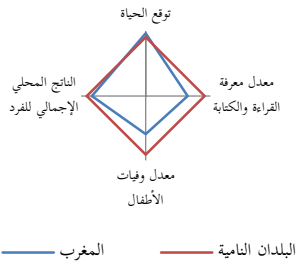 توقع الحياة
معدل معرفة
القراءة والكتابة
الناتج المحلي
الإجمالي للفرد
معدل وفيات
الأطفال
البلدان النامية
المغرب